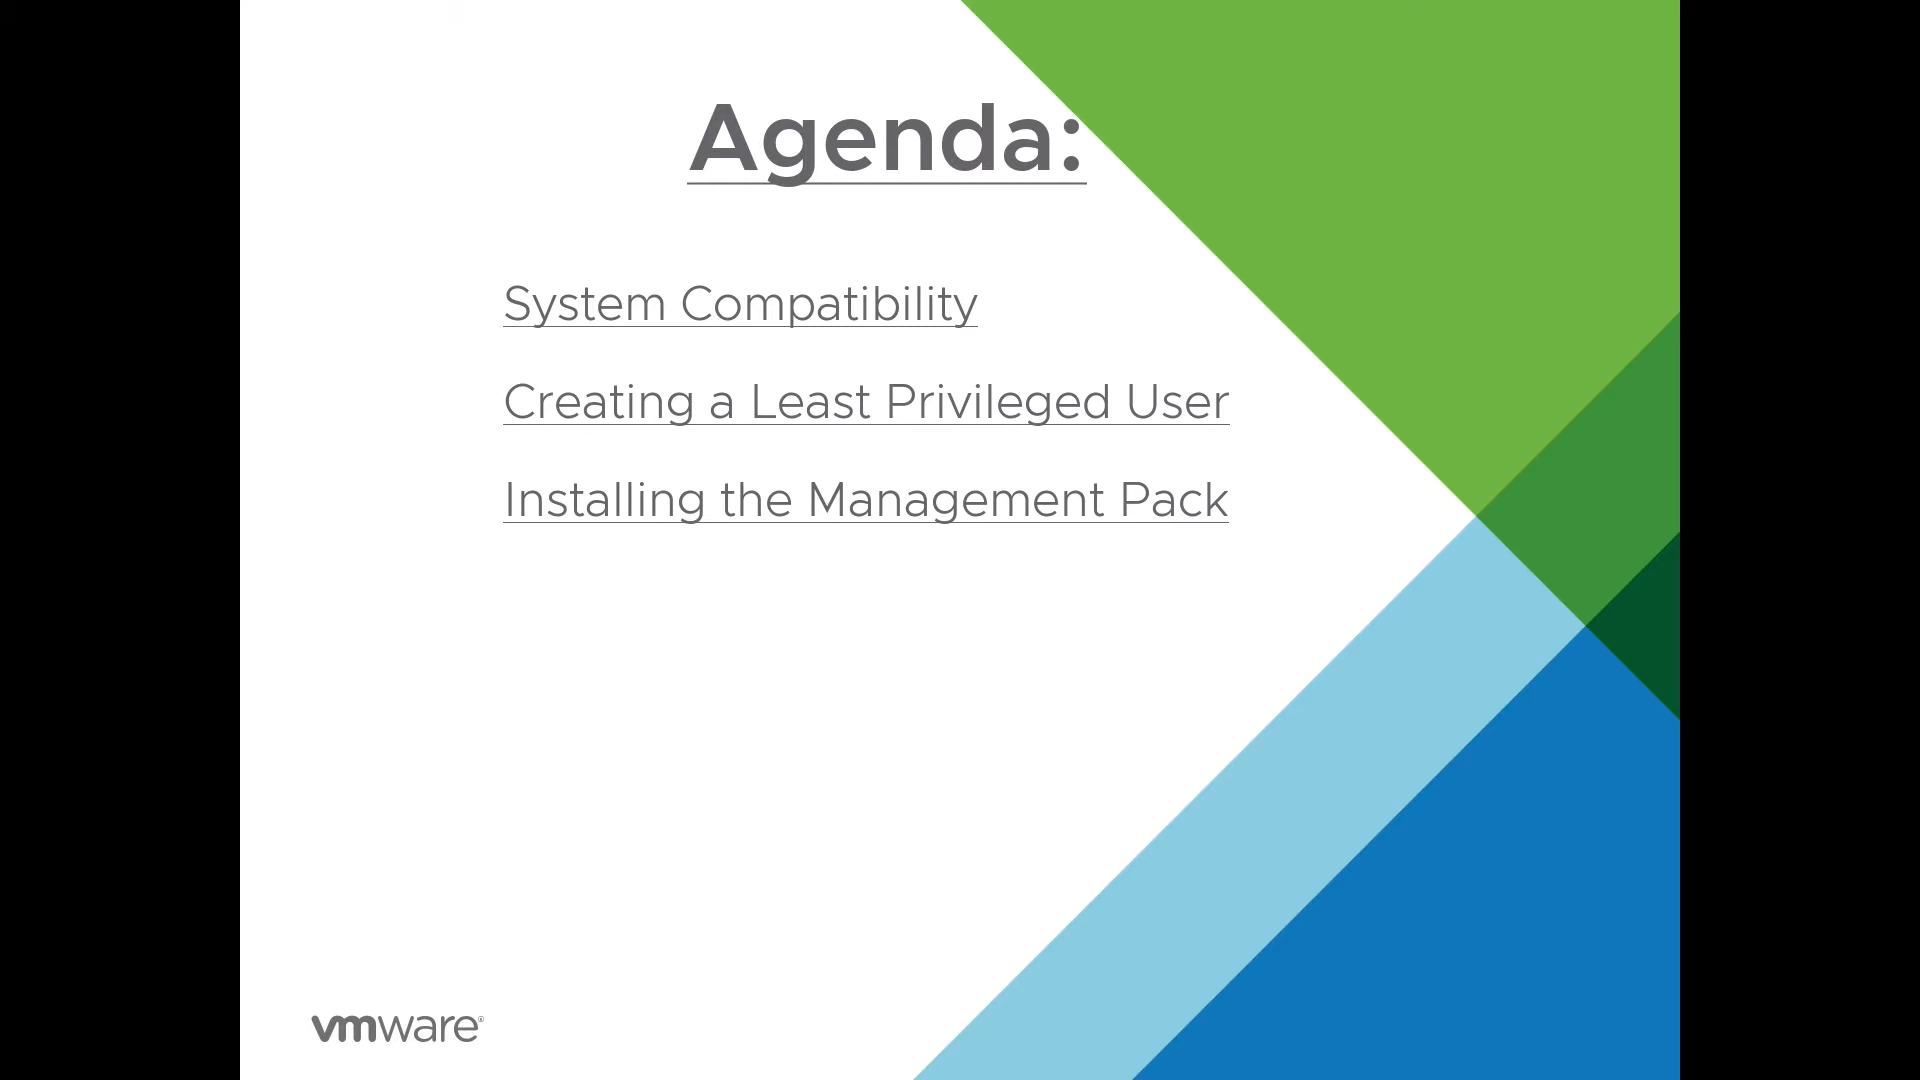 Agenda:
System Compatibility
Creating a Least Privileged User
Installing the Management Pack
vmware®